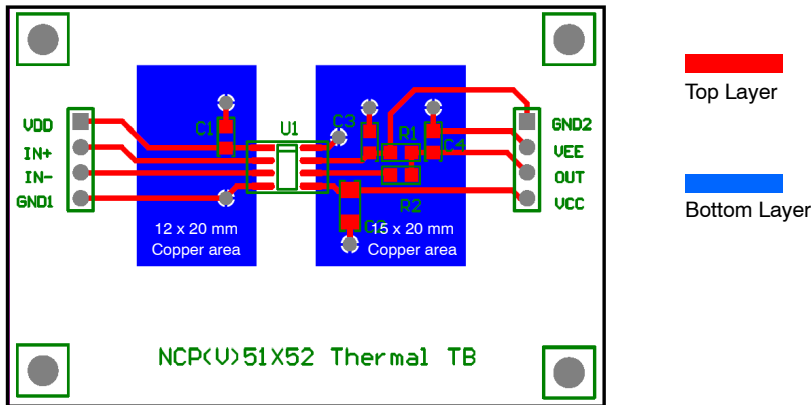 VDD
IN+
IN-
GND1
C1
U1
C3
R1
C4
R2
C2
GND2
VEE
OUT
VCC
12 x 20 mm
Copper area
15 x 20 mm
Copper area
NCP(V)51X52 Thermal TB
Top Layer
Bottom Layer